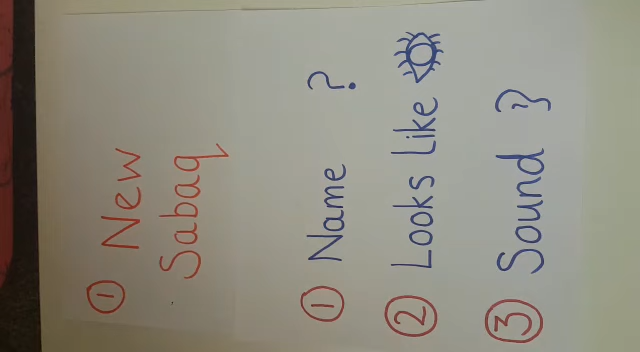 ① New
Sabaq
① Name ?
② Looks Like
③ Sound ?